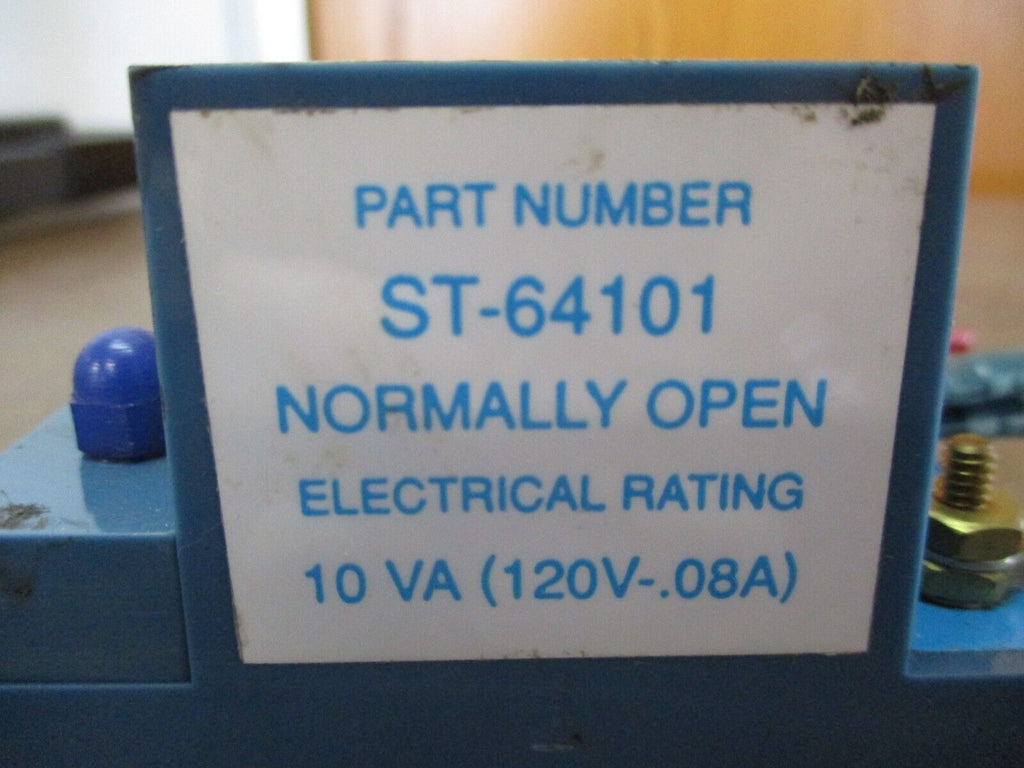 PART NUMBER
ST-64101
NORMALLY OPEN
ELECTRICAL RATING
10 VA (120V-.08A)